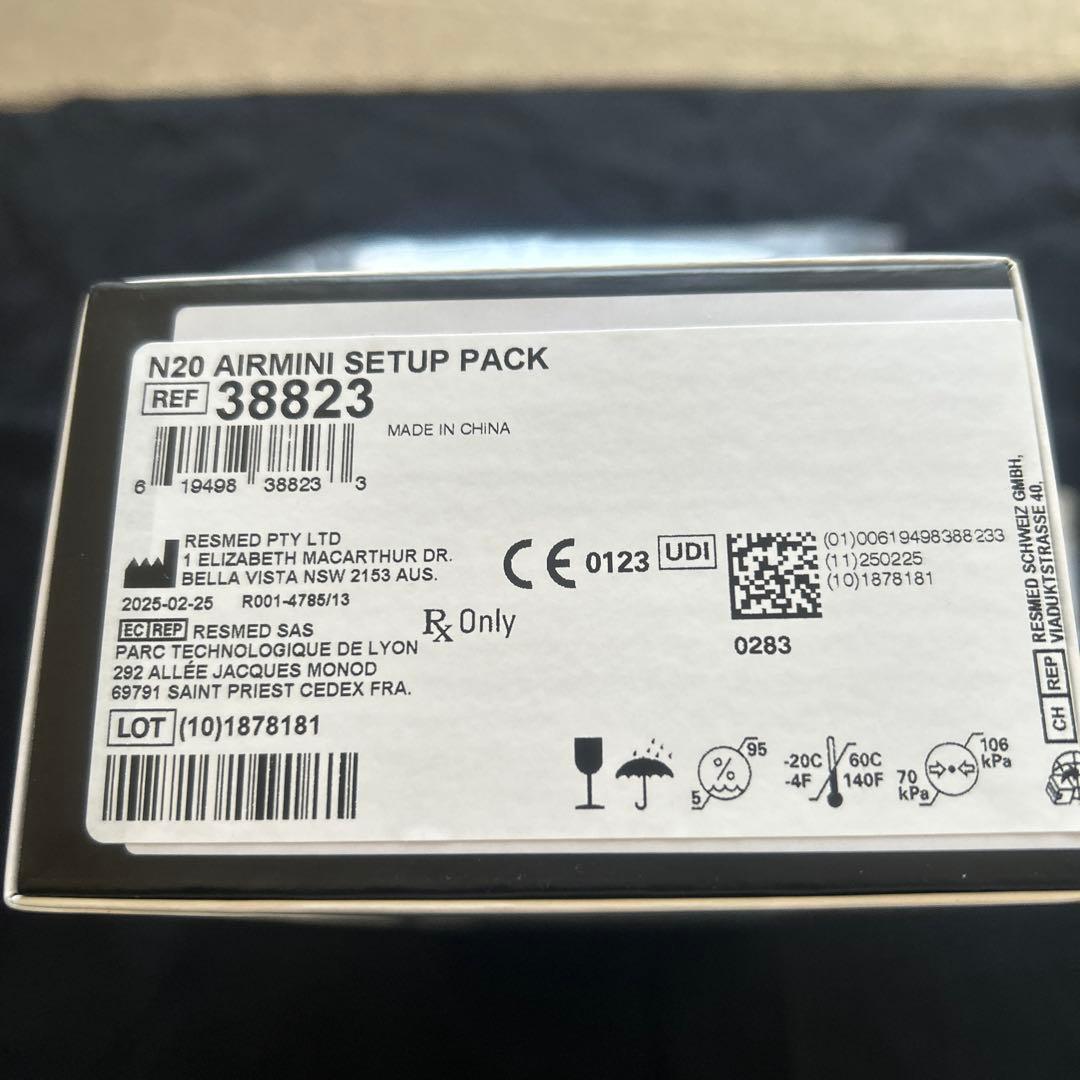 N20 AIRMINI SETUP PACK
REF 38823
MADE IN CHINA
6 19498 38823 3
RESMED PTY LTD
1 ELIZABETH MACARTHUR DR.
BELLA VISTA NSW 2153 AUS.
2025-02-25 R001-4785/13
EC REP RESMED SAS
PARC TECHNOLOGIQUE DE LYON
292 ALLÉE JACQUES MONOD
69791 SAINT PRIEST CEDEX FRA.
Rx Only
LOT (10)1878181
CE 0123 UDI
(01)00619498388233
(11)250225
(10)1878181
0283
5 % 95
-20C 60C
-4F 140F
70 kPa
106 kPa
CH REP
RESMED SCHWEIZ GMBH,
VIADUKTSTRASSE 40,